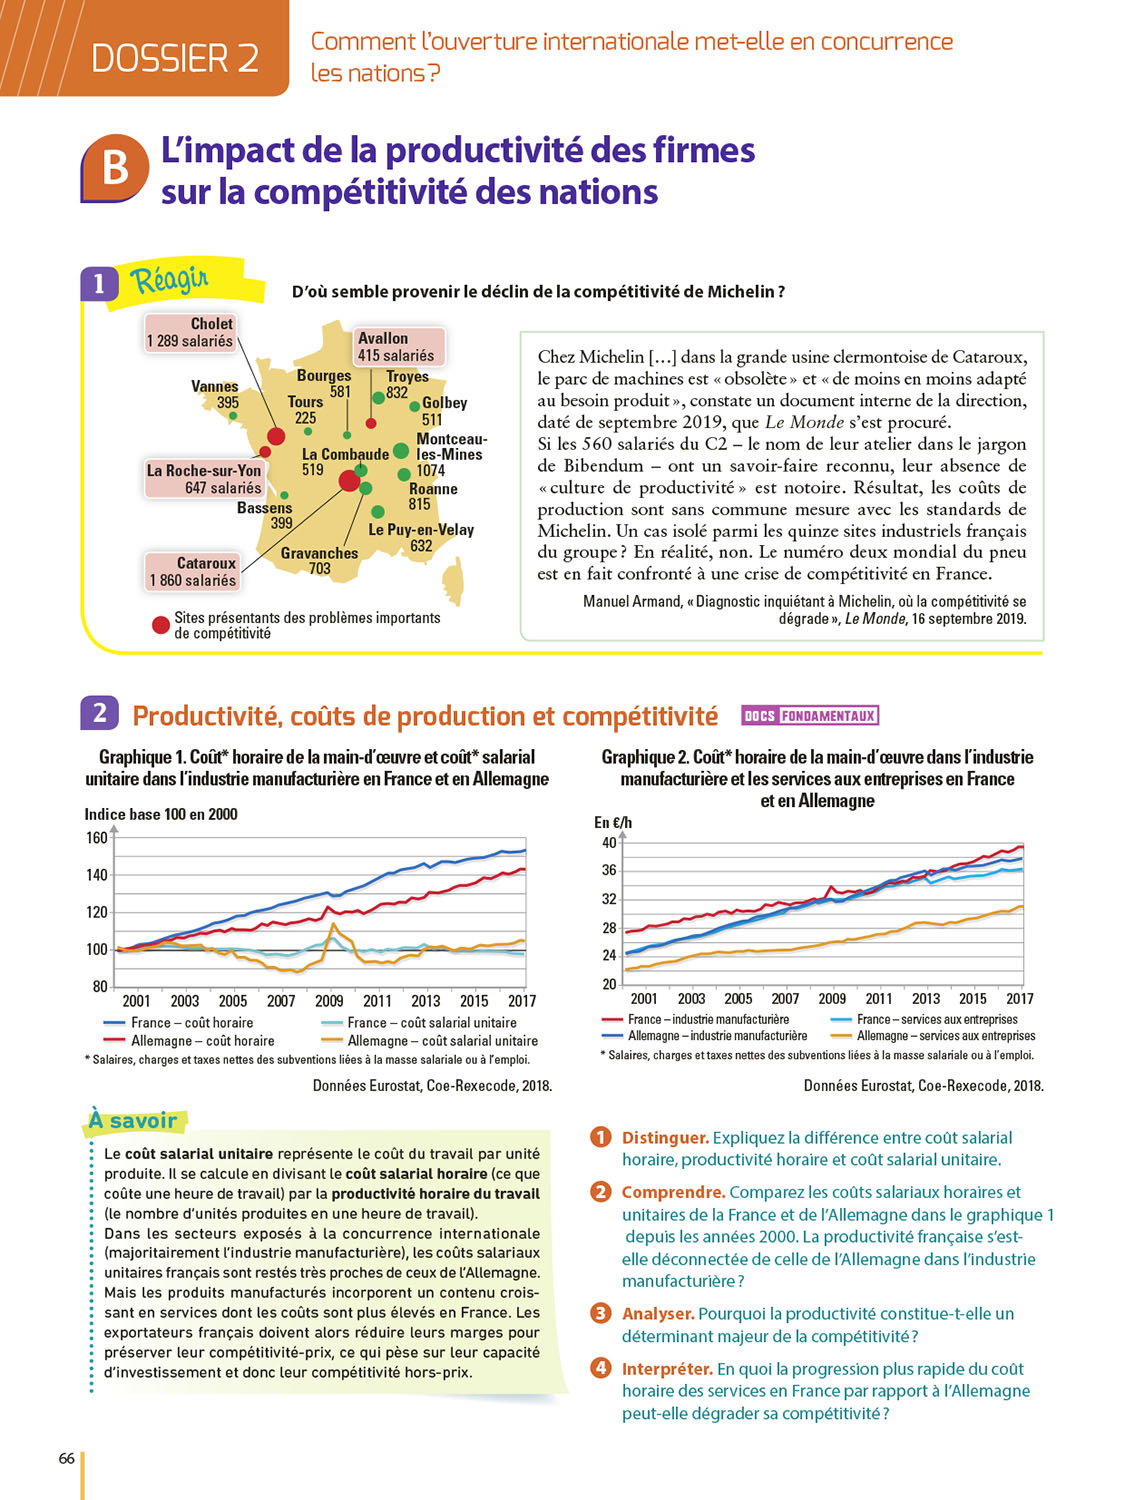 DOSSIER 2
Comment l'ouverture internationale met-elle en concurrence
les nations ?
B
L'impact de la productivité des firmes
sur la compétitivité des nations
1 Réagir
D'où semble provenir le déclin de la compétitivité de Michelin ?
Cholet
1 289 salariés
Avallon
415 salariés
Vannes
395
Bourges
581
Troyes
832
Tours
225
Golbey
511
Montceau-
les-Mines
1074
La Combaude
519
La Roche-sur-Yon
647 salariés
Roanne
815
Bassens
399
Le Puy-en-Velay
632
Gravanches
703
Cataroux
1 860 salariés
Sites présentants des problèmes importants
de compétitivité
Chez Michelin […] dans la grande usine clermontoise de Cataroux,
le parc de machines est « obsolète » et « de moins en moins adapté
au besoin produit », constate un document interne de la direction,
daté de septembre 2019, que Le Monde s'est procuré.
Si les 560 salariés du C2 – le nom de leur atelier dans le jargon
de Bibendum – ont un savoir-faire reconnu, leur absence de
« culture de productivité » est notoire. Résultat, les coûts de
production sont sans commune mesure avec les standards de
Michelin. Un cas isolé parmi les quinze sites industriels français
du groupe ? En réalité, non. Le numéro deux mondial du pneu
est en fait confronté à une crise de compétitivité en France.
Manuel Armand, « Diagnostic inquiétant à Michelin, où la compétitivité se
dégrade », Le Monde, 16 septembre 2019.
2 Productivité, coûts de production et compétitivité
DOCS FONDAMENTAUX
Graphique 1. Coût* horaire de la main-d'œuvre et coût* salarial
unitaire dans l'industrie manufacturière en France et en Allemagne
Indice base 100 en 2000
160
140
120
100
80
2001 2003 2005 2007 2009 2011 2013 2015 2017
France – coût horaire
France – coût salarial unitaire
Allemagne – coût horaire
Allemagne – coût salarial unitaire
* Salaires, charges et taxes nettes des subventions liées à la masse salariale ou à l'emploi.
Données Eurostat, Coe-Rexecode, 2018.
Graphique 2. Coût* horaire de la main-d'œuvre dans l'industrie
manufacturière et les services aux entreprises en France
et en Allemagne
En €/h
40
36
32
28
24
20
2001 2003 2005 2007 2009 2011 2013 2015 2017
France – industrie manufacturière
France – services aux entreprises
Allemagne – industrie manufacturière
Allemagne – services aux entreprises
* Salaires, charges et taxes nettes des subventions liées à la masse salariale ou à l'emploi.
Données Eurostat, Coe-Rexecode, 2018.
À savoir
Le coût salarial unitaire représente le coût du travail par unité
produite. Il se calcule en divisant le coût salarial horaire (ce que
coûte une heure de travail) par la productivité horaire du travail
(le nombre d'unités produites en une heure de travail).
Dans les secteurs exposés à la concurrence internationale
(majoritairement l'industrie manufacturière), les coûts salariaux
unitaires français sont restés très proches de ceux de l'Allemagne.
Mais les produits manufacturés incorporent un contenu crois-
sant en services dont les coûts sont plus élevés en France. Les
exportateurs français doivent alors réduire leurs marges pour
préserver leur compétitivité-prix, ce qui pèse sur leur capacité
d'investissement et donc leur compétitivité hors-prix.
1 Distinguer. Expliquez la différence entre coût salarial
horaire, productivité horaire et coût salarial unitaire.
2 Comprendre. Comparez les coûts salariaux horaires et
unitaires de la France et de l'Allemagne dans le graphique 1
depuis les années 2000. La productivité française s'est-
elle déconnectée de celle de l'Allemagne dans l'industrie
manufacturière ?
3 Analyser. Pourquoi la productivité constitue-t-elle un
déterminant majeur de la compétitivité ?
4 Interpréter. En quoi la progression plus rapide du coût
horaire des services en France par rapport à l'Allemagne
peut-elle dégrader sa compétitivité ?
66